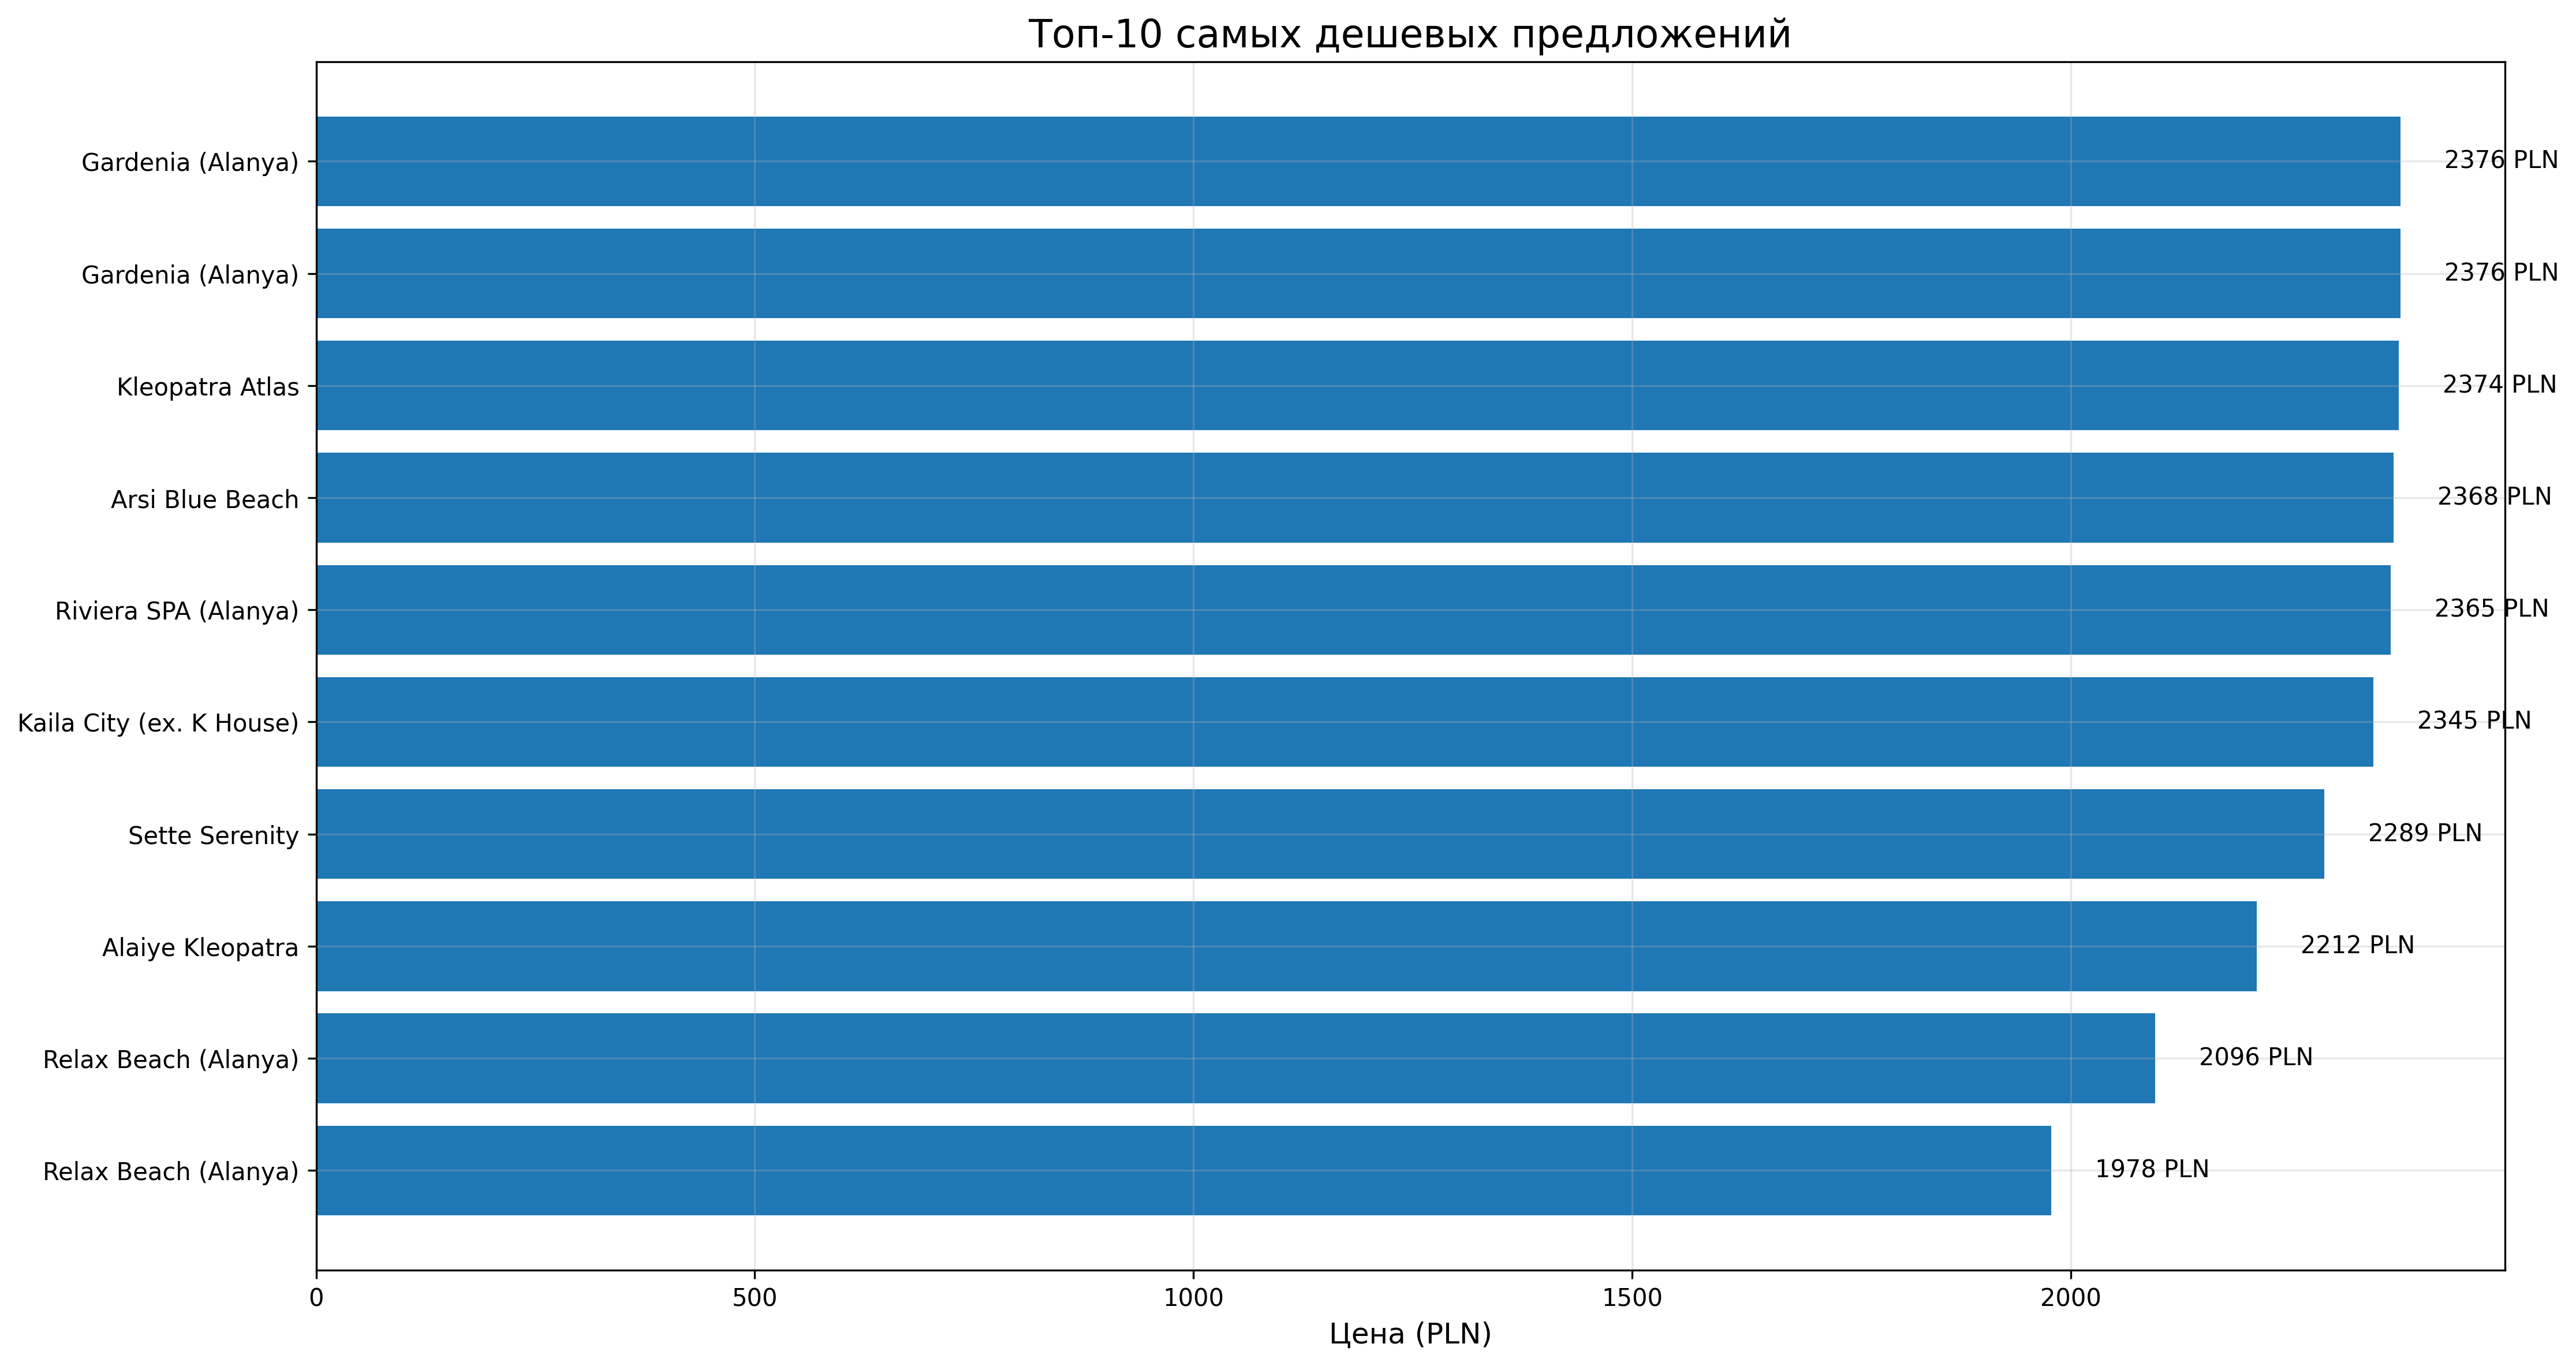 Топ-10 самых дешевых предложений
Gardenia (Alanya) 2376 PLN
Gardenia (Alanya) 2376 PLN
Kleopatra Atlas 2374 PLN
Arsi Blue Beach 2368 PLN
Riviera SPA (Alanya) 2365 PLN
Kaila City (ex. K House) 2345 PLN
Sette Serenity 2289 PLN
Alaiye Kleopatra 2212 PLN
Relax Beach (Alanya) 2096 PLN
Relax Beach (Alanya) 1978 PLN
0 500 1000 1500 2000
Цена (PLN)